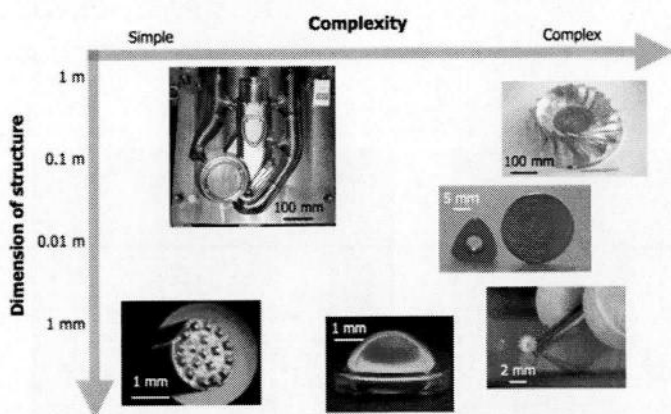 Complexity
Simple
Complex
Dimension of structure
1 m
0.1 m
0.01 m
1 mm
100 mm
100 mm
5 mm
1 mm
1 mm
2 mm